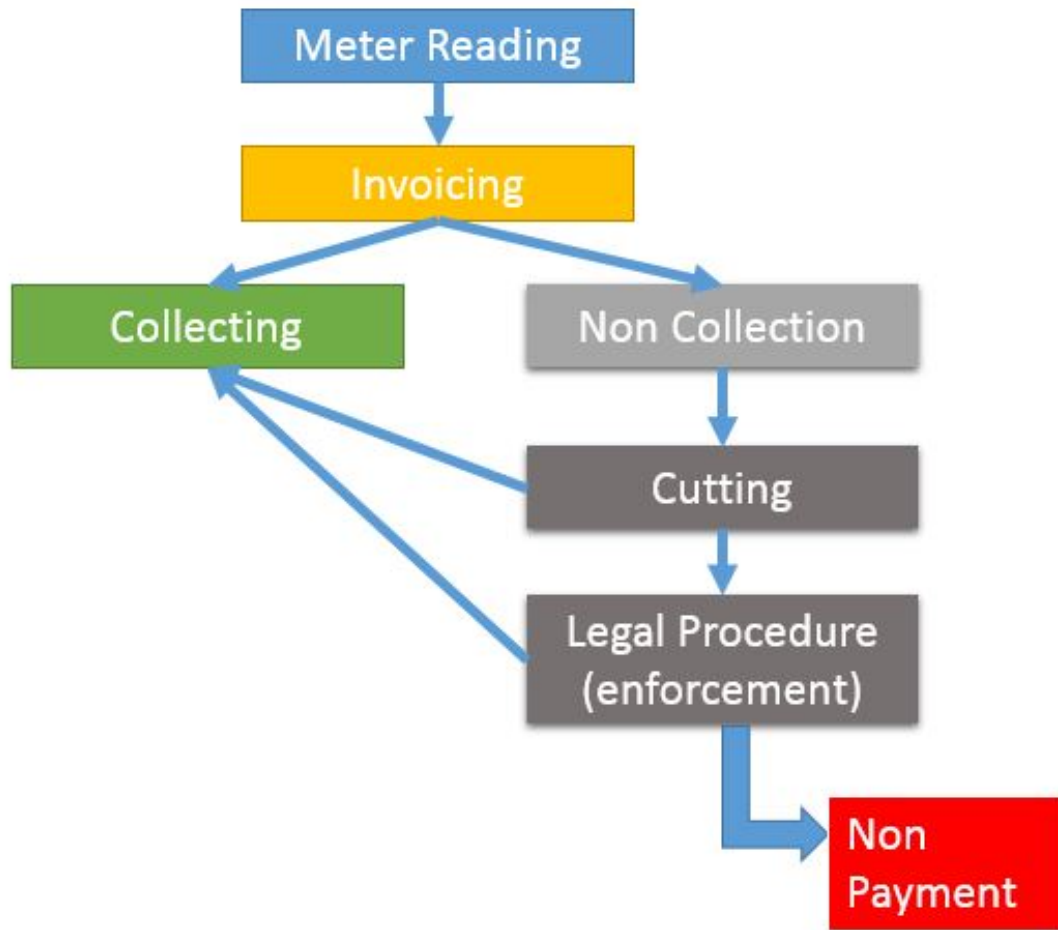 Meter Reading
Invoicing
Collecting
Non Collection
Cutting
Legal Procedure
(enforcement)
Non
Payment